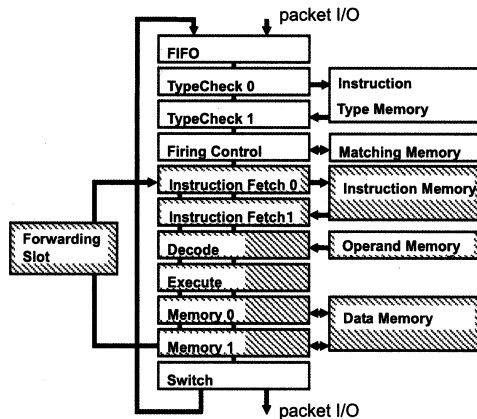 packet I/O
FIFO
TypeCheck 0
Instruction
Type Memory
TypeCheck 1
Firing Control
Matching Memory
Instruction Fetch 0
Instruction Memory
Instruction Fetch1
Forwarding
Slot
Decode
Operand Memory
Execute
Memory 0
Data Memory
Memory 1
Switch
packet I/O